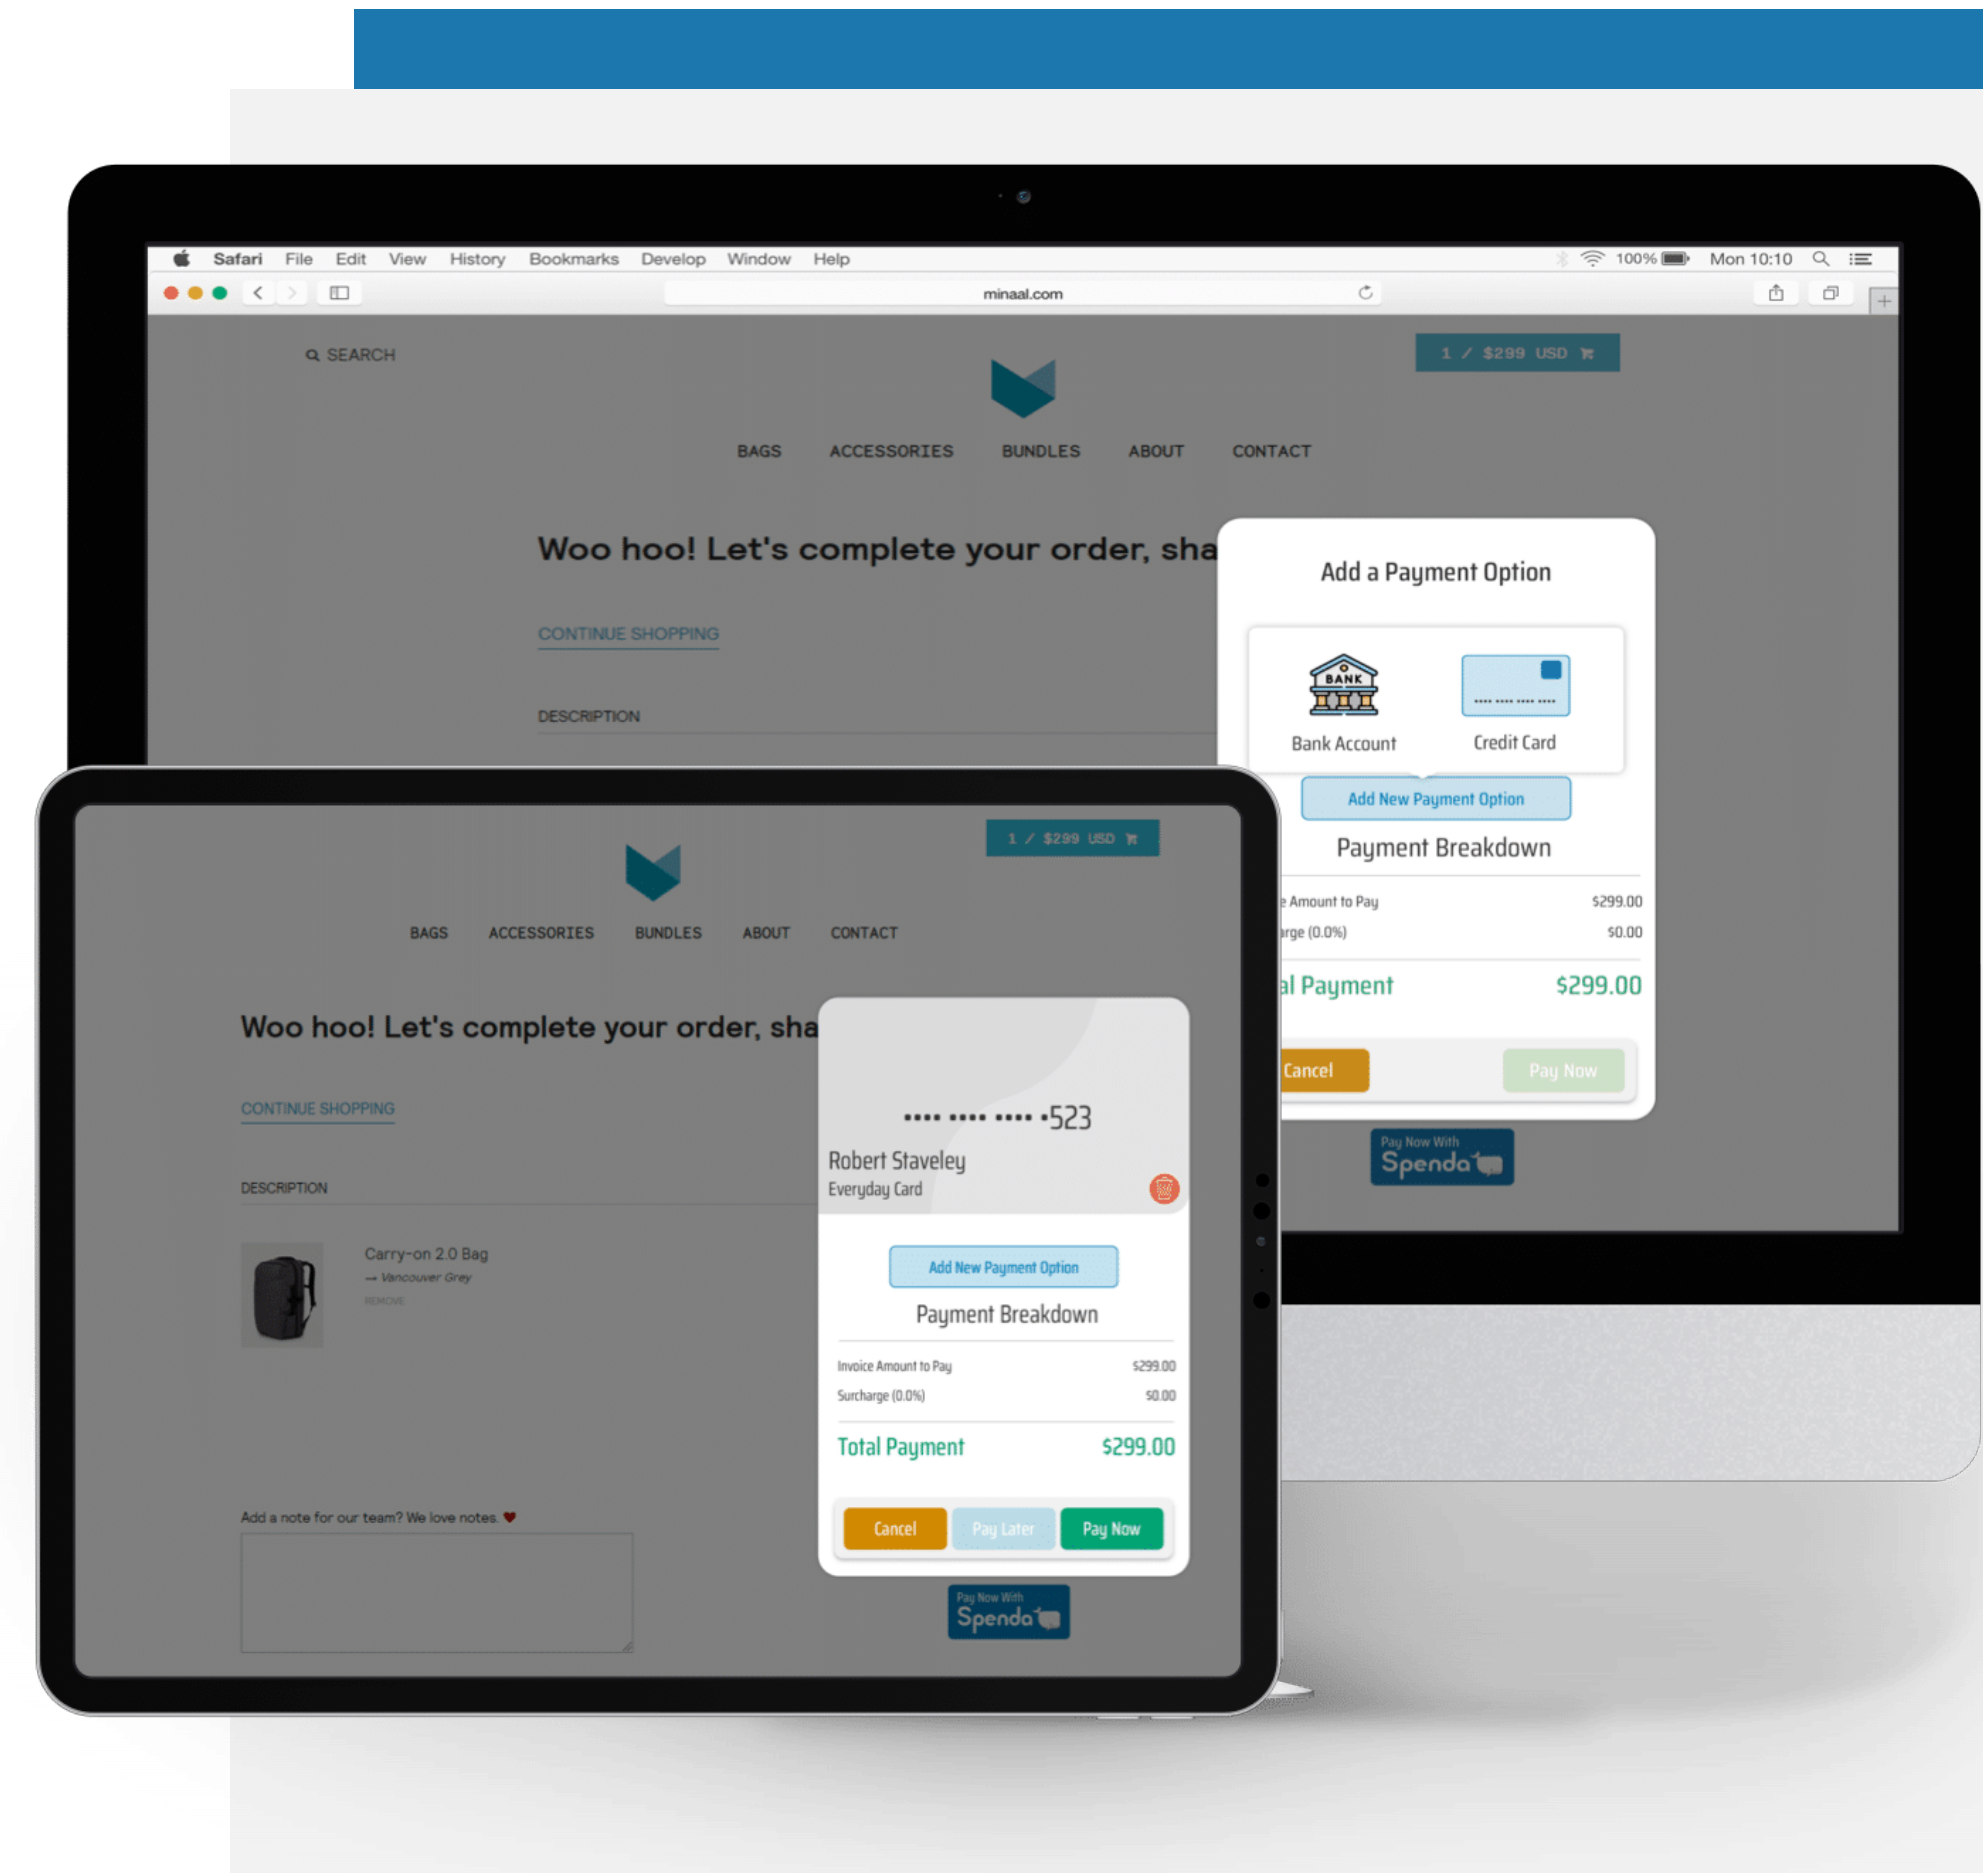 Safari File Edit View History Bookmarks Develop Window Help
100% Mon 10:10
minaal.com
SEARCH
1 / $299 USD
BAGS ACCESSORIES BUNDLES ABOUT CONTACT
Woo hoo! Let's complete your order, sha
CONTINUE SHOPPING
DESCRIPTION
Add a Payment Option
BANK
Bank Account Credit Card
Add New Payment Option
Payment Breakdown
e Amount to Pay $299.00
arge (0.0%) $0.00
al Payment $299.00
Cancel Pay Now
Pay Now With
Spenda
1 / $299 USD
BAGS ACCESSORIES BUNDLES ABOUT CONTACT
Woo hoo! Let's complete your order, sha
CONTINUE SHOPPING
DESCRIPTION
Carry-on 2.0 Bag
→ Vancouver Grey
REMOVE
Add a note for our team? We love notes. ♥
•••• •••• •••• •523
Robert Staveley
Everyday Card
Add New Payment Option
Payment Breakdown
Invoice Amount to Pay $299.00
Surcharge (0.0%) $0.00
Total Payment $299.00
Cancel Pay Later Pay Now
Pay Now With
Spenda